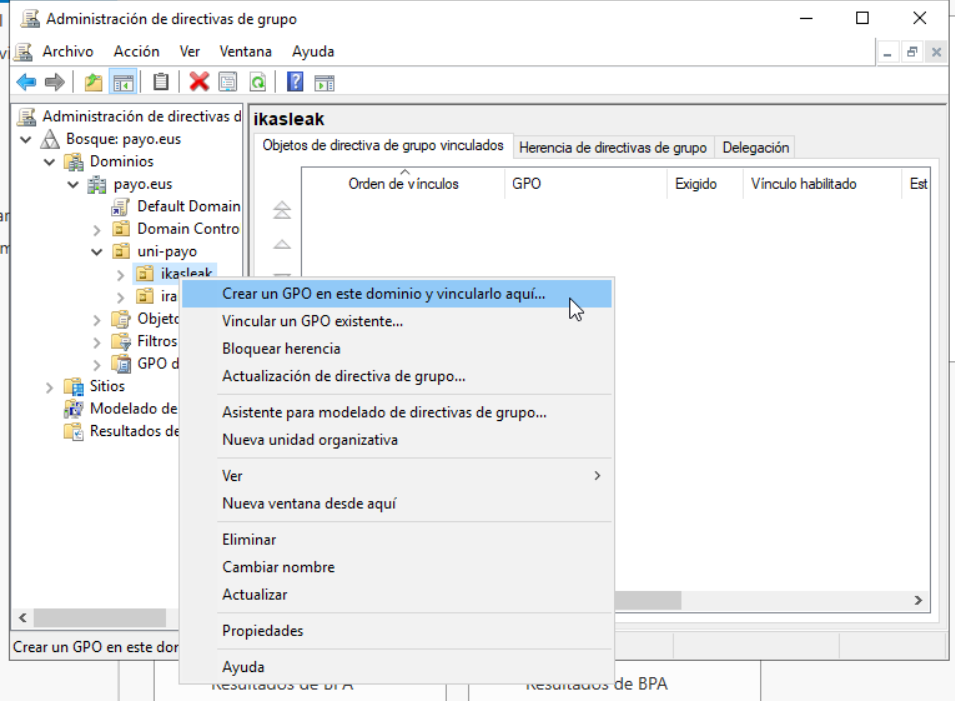 Administración de directivas de grupo
Archivo Acción Ver Ventana Ayuda
Administración de directivas d
Bosque: payo.eus
Dominios
payo.eus
Default Domain
Domain Contro
uni-payo
ikasleak
ira
Objeto
Filtros
GPO d
Sitios
Modelado de
Resultados de
ikasleak
Objetos de directiva de grupo vinculados Herencia de directivas de grupo Delegación
Orden de vínculos GPO Exigido Vínculo habilitado Est
Crear un GPO en este dominio y vincularlo aquí...
Vincular un GPO existente...
Bloquear herencia
Actualización de directiva de grupo...
Asistente para modelado de directivas de grupo...
Nueva unidad organizativa
Ver
Nueva ventana desde aquí
Eliminar
Cambiar nombre
Actualizar
Propiedades
Ayuda
Crear un GPO en este dor
Resultados de BPA Resultados de BPA